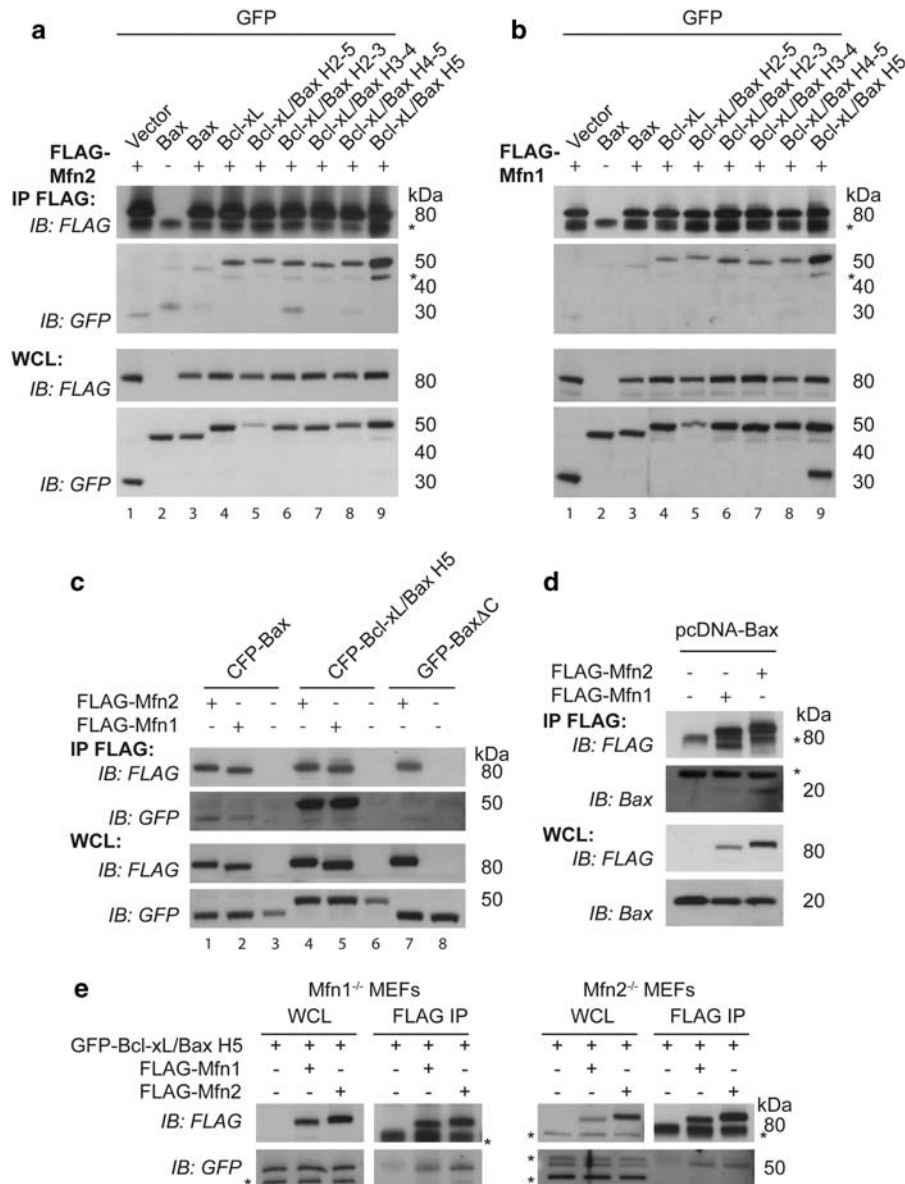 a
GFP
Vector
Bax
Bax
Bcl-xL
Bcl-xL/Bax H2-5
Bcl-xL/Bax H2-3
Bcl-xL/Bax H3-4
Bcl-xL/Bax H4-5
Bcl-xL/Bax H5
FLAG-
Mfn2
+ - + + + + + + +
IP FLAG:
IB: FLAG
kDa
80
*
50
*
40
30
IB: GFP
WCL:
IB: FLAG
80
50
40
30
IB: GFP
1 2 3 4 5 6 7 8 9
b
GFP
Vector
Bax
Bax
Bcl-xL
Bcl-xL/Bax H2-5
Bcl-xL/Bax H2-3
Bcl-xL/Bax H3-4
Bcl-xL/Bax H4-5
Bcl-xL/Bax H5
FLAG-
Mfn1
+ - + + + + + + +
kDa
80
*
50
*
40
30
80
50
40
30
1 2 3 4 5 6 7 8 9
c
CFP-Bax
CFP-Bcl-xL/Bax H5
GFP-BaxΔC
FLAG-Mfn2 + - - + - - + -
FLAG-Mfn1 - + - - + - - -
IP FLAG:
IB: FLAG
kDa
80
IB: GFP
50
WCL:
IB: FLAG
80
IB: GFP
50
1 2 3 4 5 6 7 8
d
pcDNA-Bax
FLAG-Mfn2 - - +
FLAG-Mfn1 - + -
IP FLAG:
IB: FLAG
kDa
* 80
*
IB: Bax
20
WCL:
IB: FLAG
80
IB: Bax
20
e
Mfn1-/- MEFs
Mfn2-/- MEFs
WCL
FLAG IP
WCL
FLAG IP
GFP-Bcl-xL/Bax H5 + + + + + + + + + + + +
FLAG-Mfn1 - + - - + - - + - - + -
FLAG-Mfn2 - - + - - + - - + - - +
IB: FLAG
*
*
kDa
80
*
IB: GFP
*
*
*
*
50